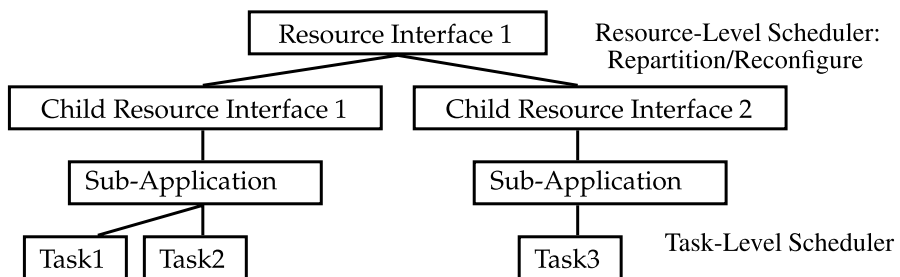 Resource Interface 1
Resource-Level Scheduler:
Repartition/Reconfigure
Child Resource Interface 1
Child Resource Interface 2
Sub-Application
Sub-Application
Task1
Task2
Task3
Task-Level Scheduler